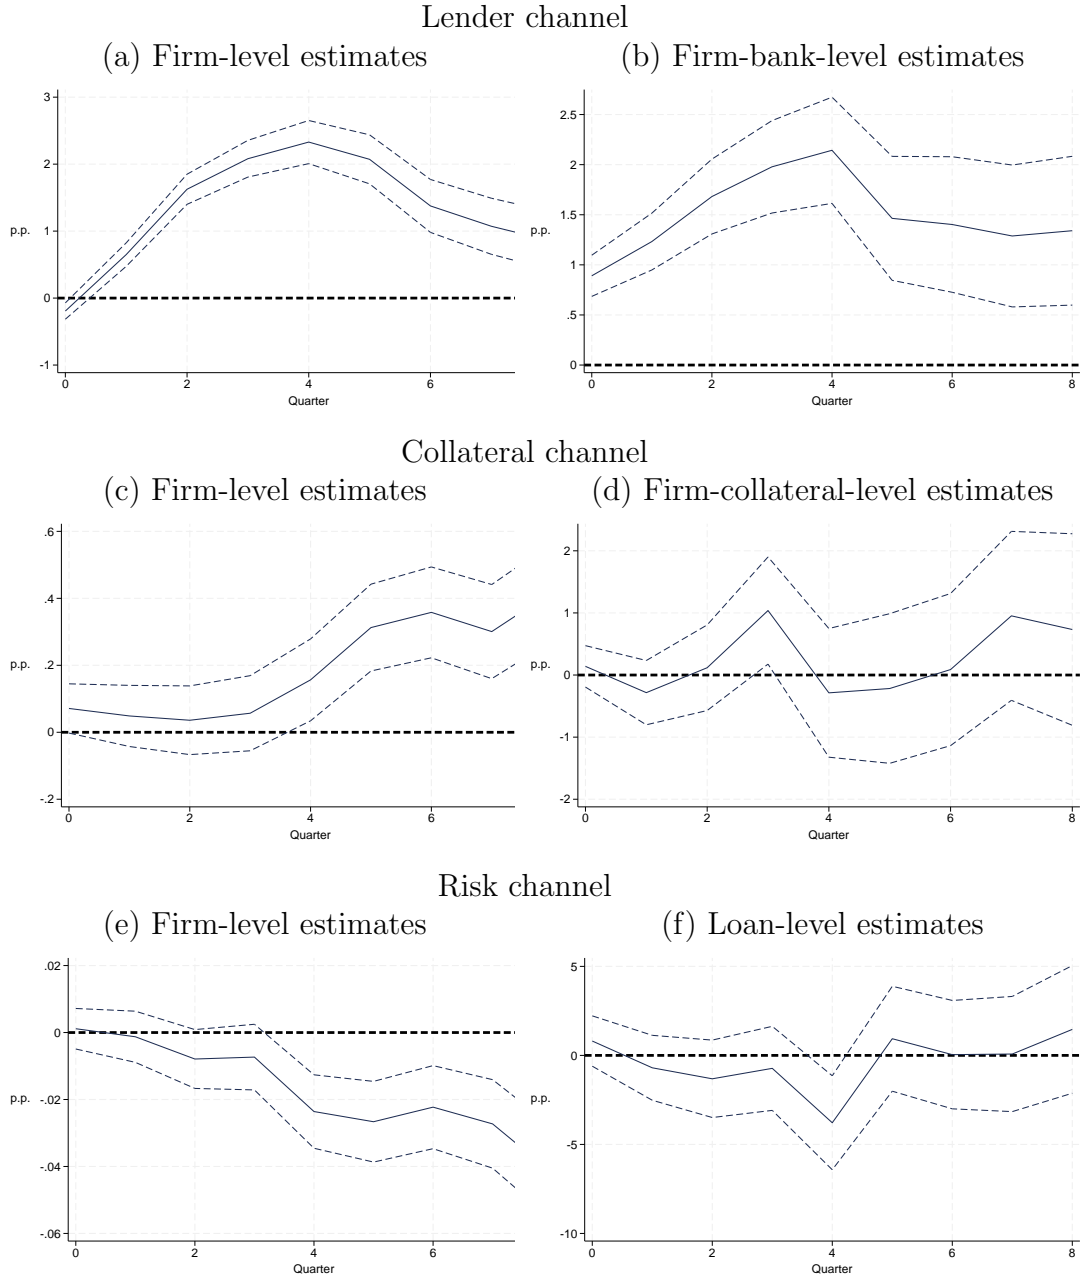 Lender channel
(a) Firm-level estimates
(b) Firm-bank-level estimates
3
2
1
0
-1
p.p.
0 2 4 6
Quarter
2.5
2
1.5
1
.5
0
p.p.
0 2 4 6 8
Quarter
Collateral channel
(c) Firm-level estimates
(d) Firm-collateral-level estimates
.6
.4
.2
0
-.2
p.p.
0 2 4 6
Quarter
2
1
0
-1
-2
p.p.
0 2 4 6 8
Quarter
Risk channel
(e) Firm-level estimates
(f) Loan-level estimates
.02
0
-.02
-.04
-.06
p.p.
0 2 4 6
Quarter
5
0
-5
-10
p.p.
0 2 4 6 8
Quarter